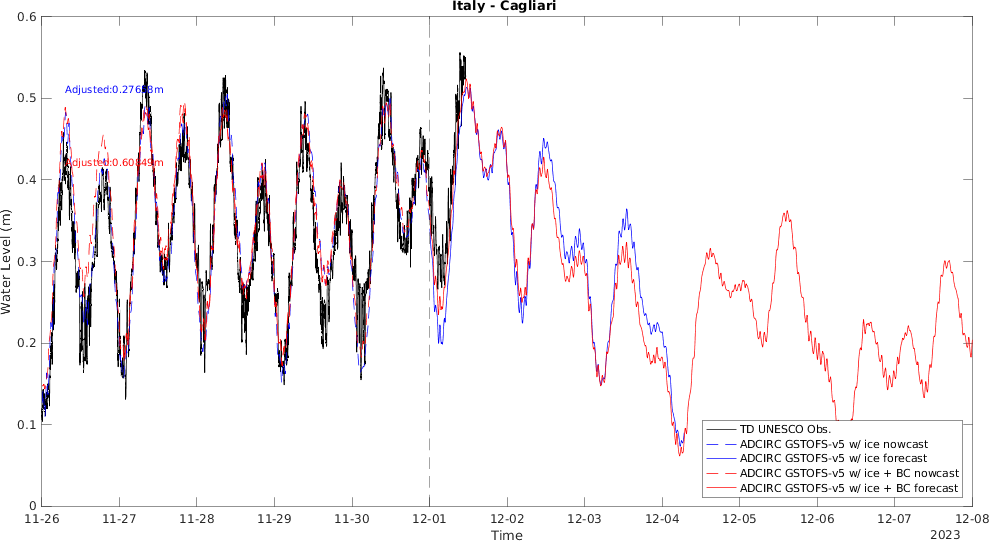 Italy - Cagliari
0.6
0.5
0.4
0.3
0.2
0.1
0
Water Level (m)
Adjusted:0.27
Adjusted:0.60849m
TD UNESCO Obs.
ADCIRC GSTOFS-v5 w/ ice nowcast
ADCIRC GSTOFS-v5 w/ ice forecast
ADCIRC GSTOFS-v5 w/ ice + BC nowcast
ADCIRC GSTOFS-v5 w/ ice + BC forecast
11-26 11-27 11-28 11-29 11-30 12-01 12-02 12-03 12-04 12-05 12-06 12-07 12-08
Time
2023